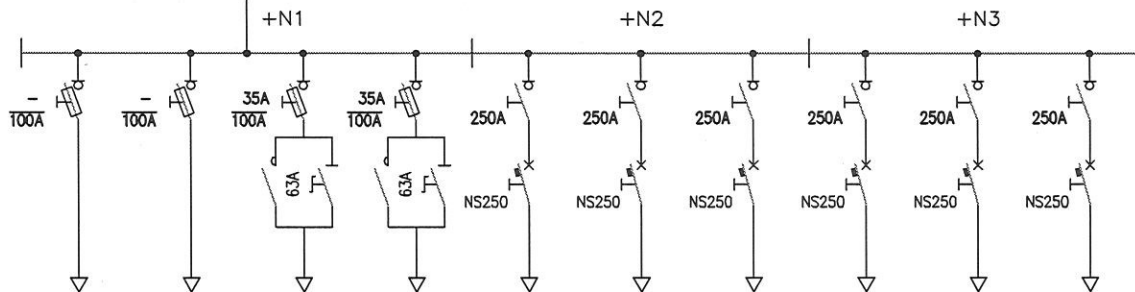 +N1 +N2 +N3
– – 35A 35A
100A 100A 100A 100A 250A 250A 250A 250A 250A 250A
63A 63A
NS250 NS250 NS250 NS250 NS250 NS250